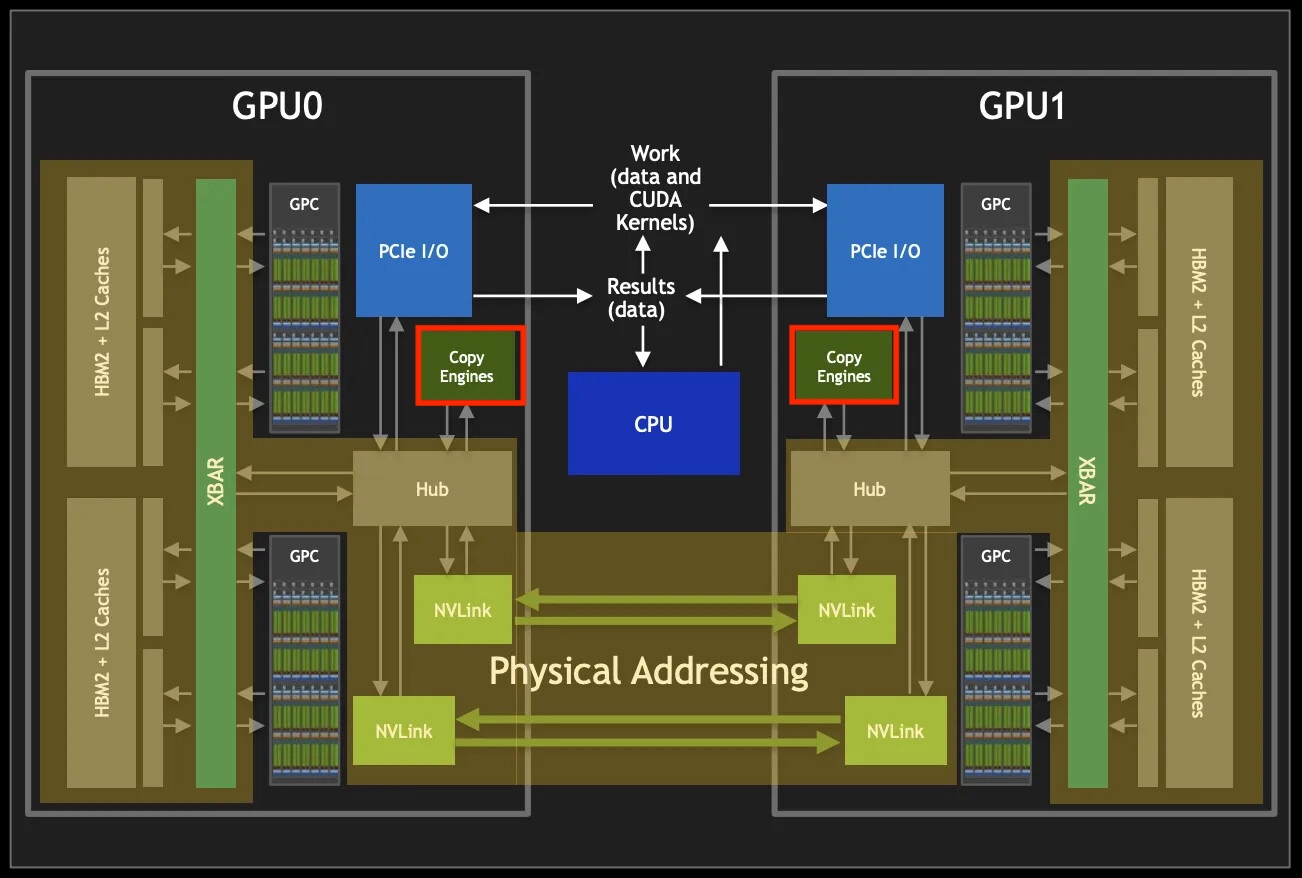 GPU0
GPU1
Work
(data and
CUDA
Kernels)
GPC
PCIe I/O
PCIe I/O
GPC
HBM2 + L2 Caches
HBM2 + L2 Caches
Results
(data)
Copy
Engines
Copy
Engines
CPU
XBAR
Hub
Hub
XBAR
GPC
GPC
HBM2 + L2 Caches
NVLink
NVLink
HBM2 + L2 Caches
Physical Addressing
NVLink
NVLink